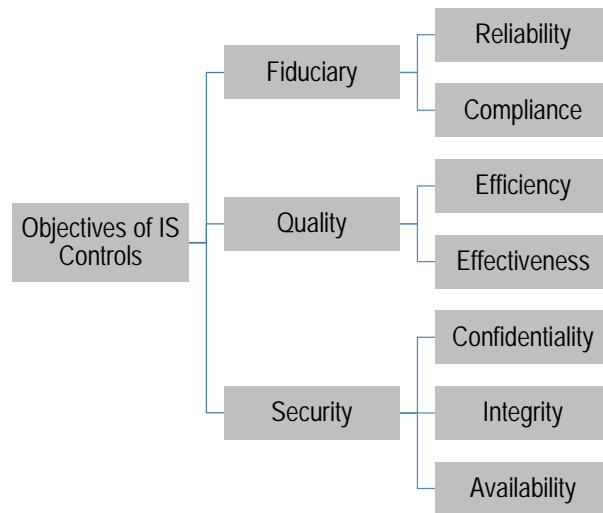 Objectives of IS
Controls
Fiduciary
Reliability
Compliance
Quality
Efficiency
Effectiveness
Security
Confidentiality
Integrity
Availability